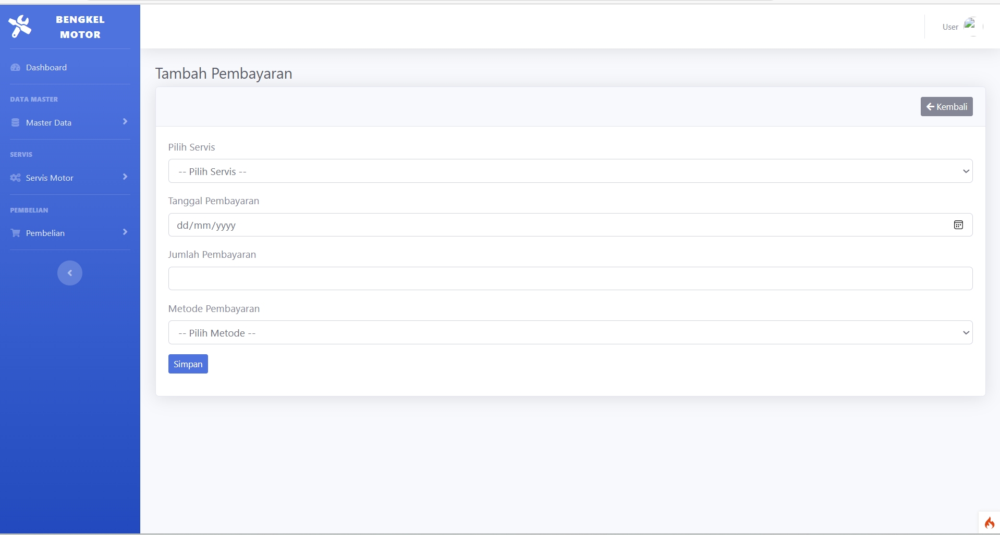 BENGKEL
MOTOR
User
Dashboard
DATA MASTER
Master Data
SERVIS
Servis Motor
PEMBELIAN
Pembelian
Tambah Pembayaran
Kembali
Pilih Servis
-- Pilih Servis --
Tanggal Pembayaran
dd/mm/yyyy
Jumlah Pembayaran
Metode Pembayaran
-- Pilih Metode --
Simpan